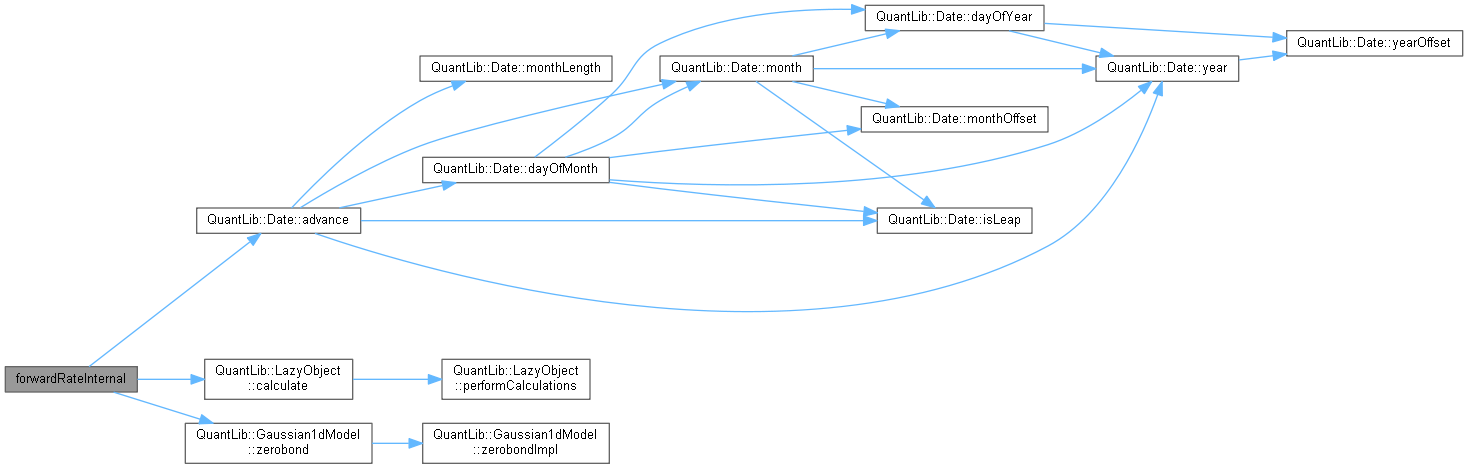 QuantLib::Date::dayOfYear
QuantLib::Date::yearOffset
QuantLib::Date::monthLength
QuantLib::Date::month
QuantLib::Date::year
QuantLib::Date::monthOffset
QuantLib::Date::dayOfMonth
QuantLib::Date::advance
QuantLib::Date::isLeap
forwardRateInternal
QuantLib::LazyObject
::calculate
QuantLib::LazyObject
::performCalculations
QuantLib::Gaussian1dModel
::zerobond
QuantLib::Gaussian1dModel
::zerobondImpl